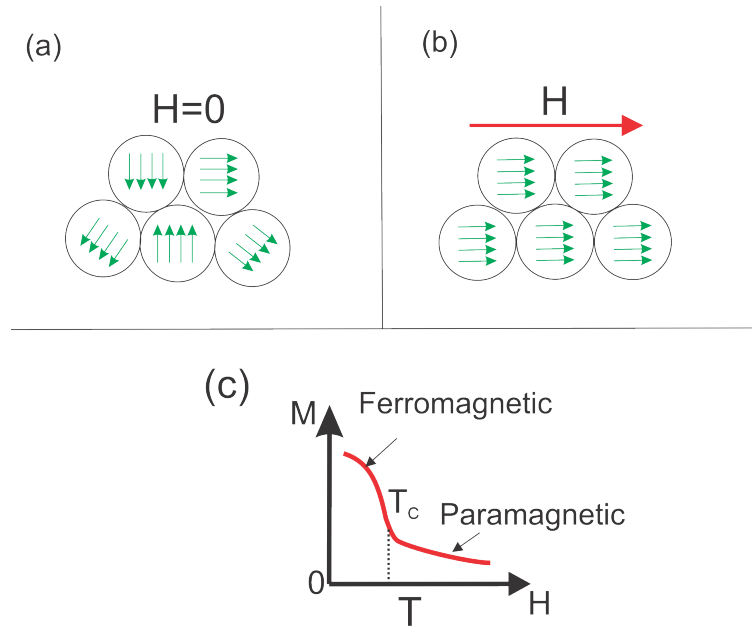 (a)
H=0
(b)
H
(c)
M
Ferromagnetic
T_C
Paramagnetic
0
T
H